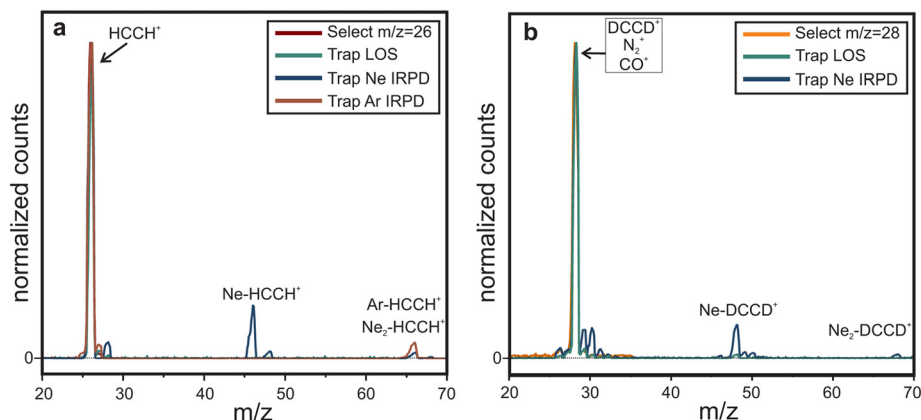 a
HCCH⁺
Select m/z=26
Trap LOS
Trap Ne IRPD
Trap Ar IRPD
Ne-HCCH⁺
Ar-HCCH⁺
Ne₂-HCCH⁺
normalized counts
0
20 30 40 50 60 70
m/z
b
DCCD⁺
N₂⁺
CO⁺
Select m/z=28
Trap LOS
Trap Ne IRPD
Ne-DCCD⁺
Ne₂-DCCD⁺
normalized counts
0
20 30 40 50 60 70
m/z